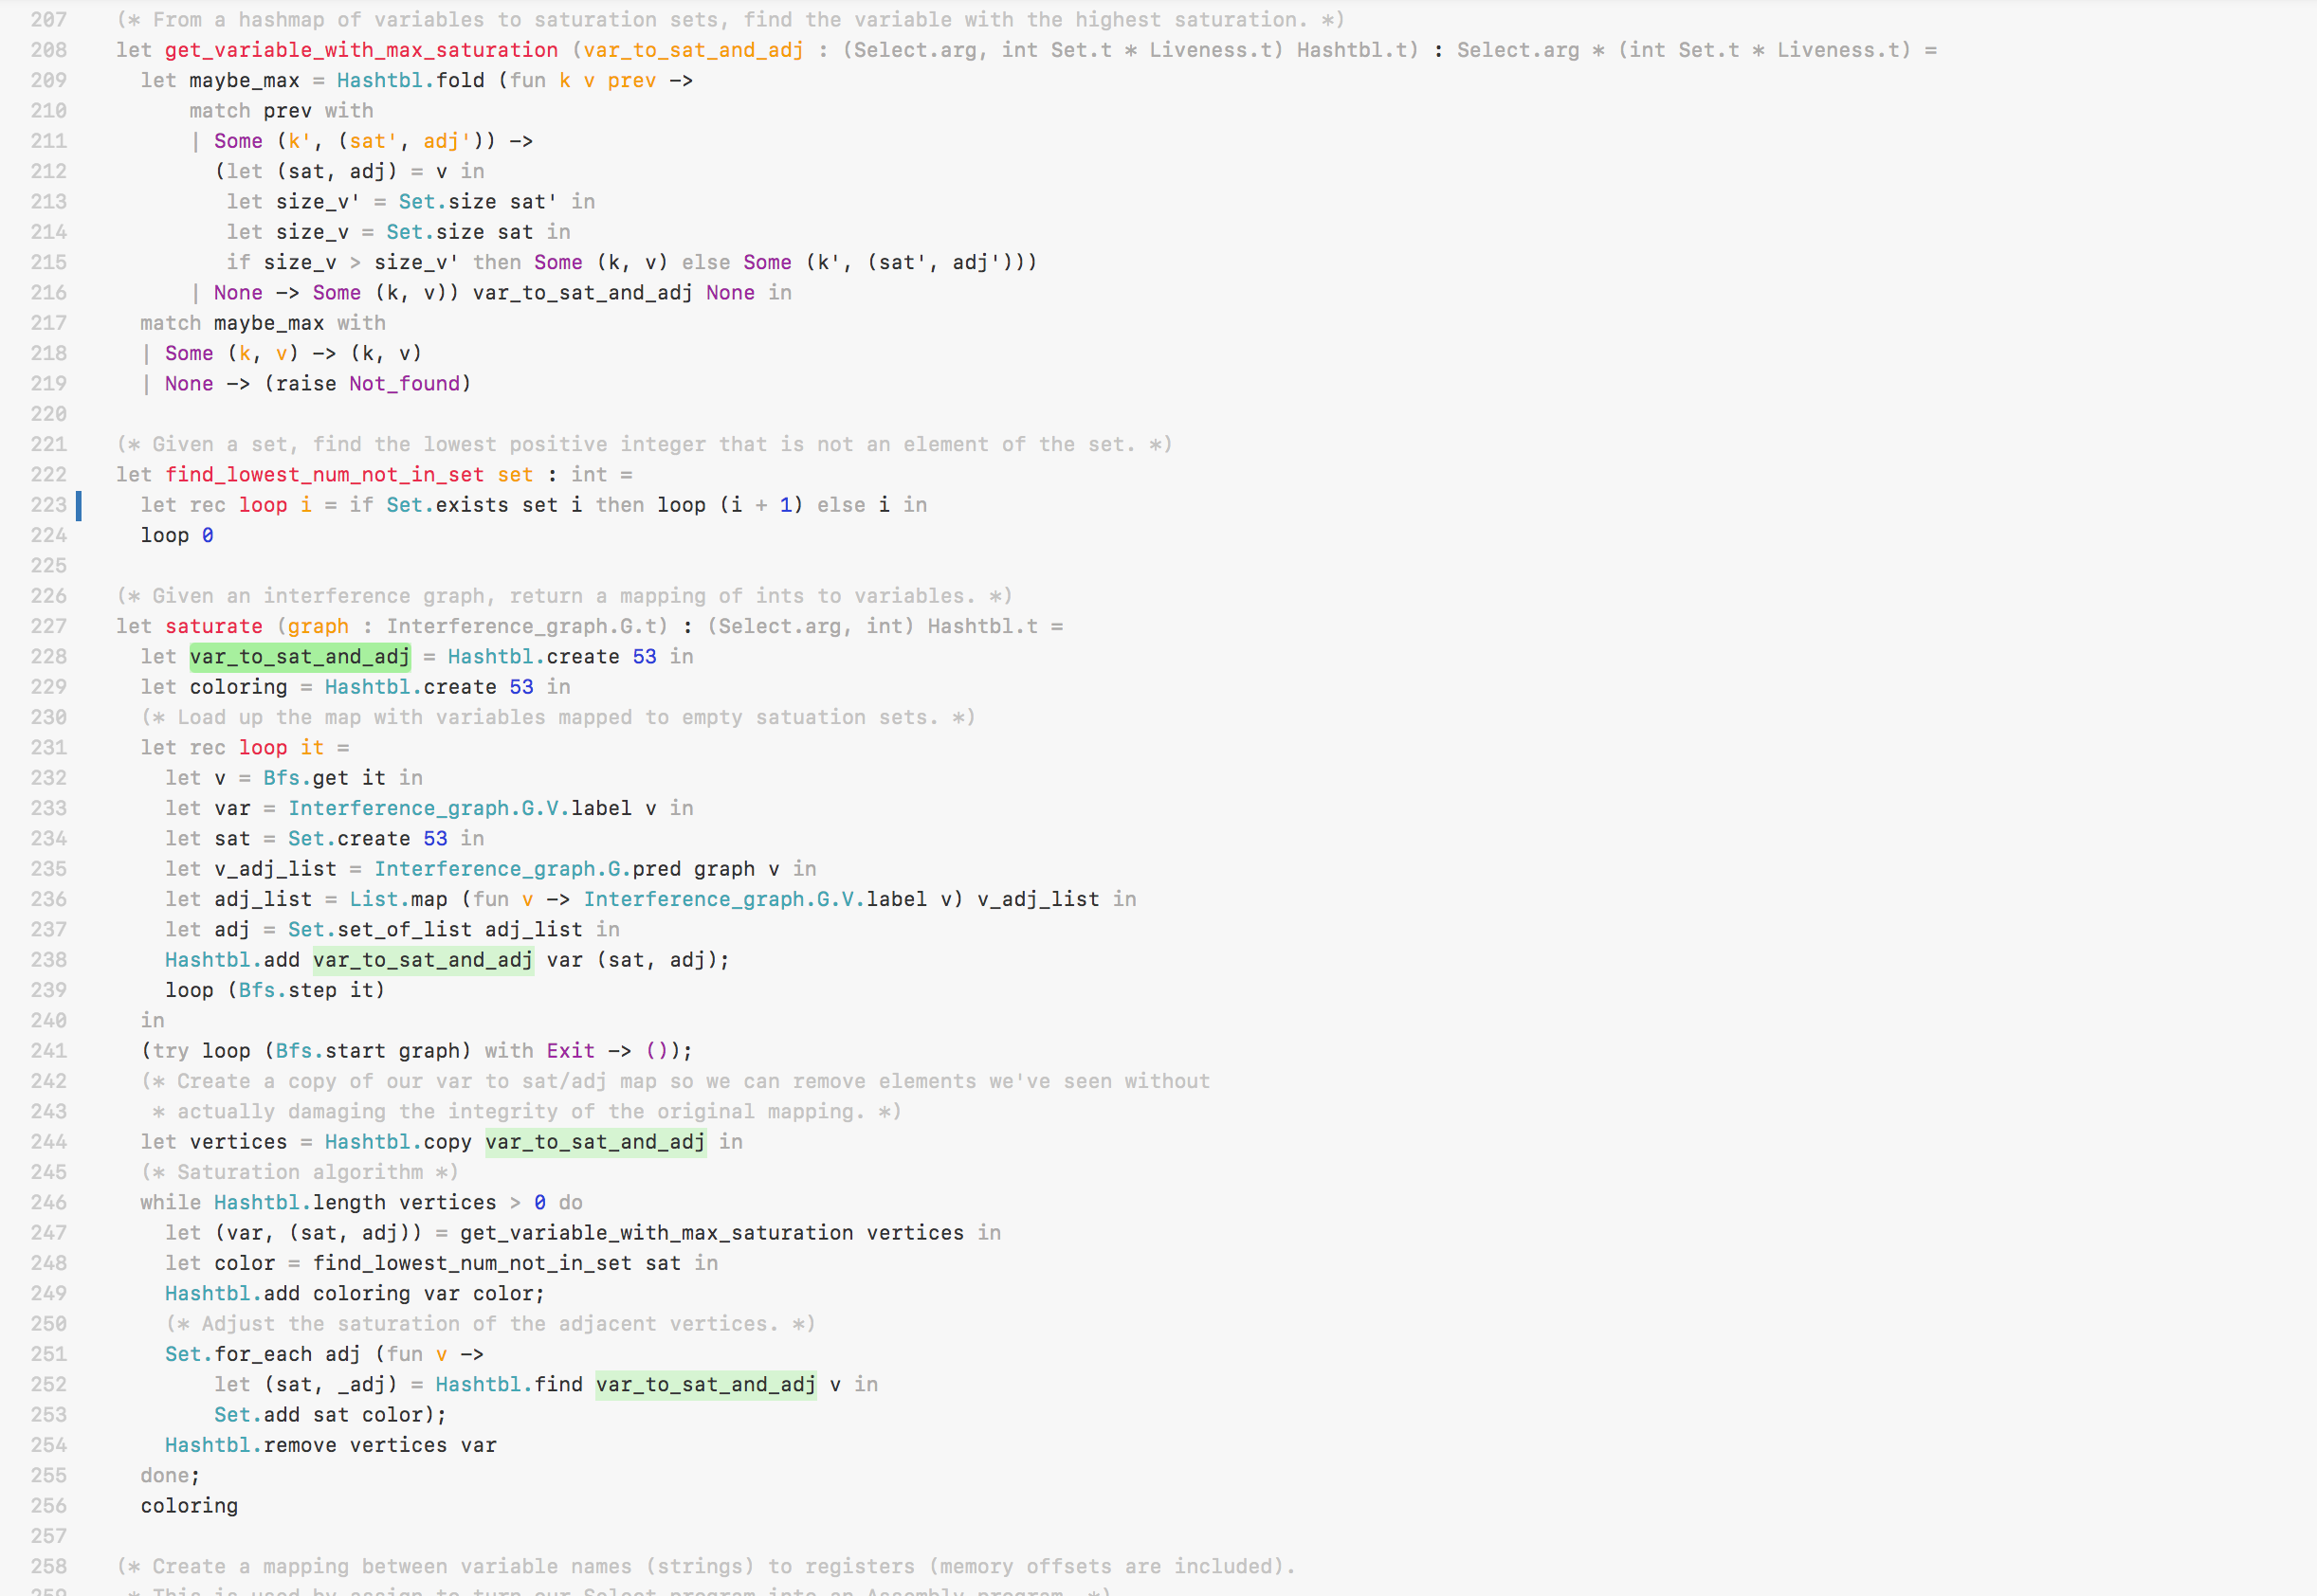 207 (* From a hashmap of variables to saturation sets, find the variable with the highest saturation. *)
208 let get_variable_with_max_saturation (var_to_sat_and_adj : (Select.arg, int Set.t * Liveness.t) Hashtbl.t) : Select.arg * (int Set.t * Liveness.t) =
209   let maybe_max = Hashtbl.fold (fun k v prev ->
210       match prev with
211       | Some (k', (sat', adj')) ->
212         (let (sat, adj) = v in
213          let size_v' = Set.size sat' in
214          let size_v = Set.size sat in
215          if size_v > size_v' then Some (k, v) else Some (k', (sat', adj')))
216       | None -> Some (k, v)) var_to_sat_and_adj None in
217   match maybe_max with
218   | Some (k, v) -> (k, v)
219   | None -> (raise Not_found)
220
221 (* Given a set, find the lowest positive integer that is not an element of the set. *)
222 let find_lowest_num_not_in_set set : int =
223   let rec loop i = if Set.exists set i then loop (i + 1) else i in
224   loop 0
225
226 (* Given an interference graph, return a mapping of ints to variables. *)
227 let saturate (graph : Interference_graph.G.t) : (Select.arg, int) Hashtbl.t =
228   let var_to_sat_and_adj = Hashtbl.create 53 in
229   let coloring = Hashtbl.create 53 in
230   (* Load up the map with variables mapped to empty satuation sets. *)
231   let rec loop it =
232     let v = Bfs.get it in
233     let var = Interference_graph.G.V.label v in
234     let sat = Set.create 53 in
235     let v_adj_list = Interference_graph.G.pred graph v in
236     let adj_list = List.map (fun v -> Interference_graph.G.V.label v) v_adj_list in
237     let adj = Set.set_of_list adj_list in
238     Hashtbl.add var_to_sat_and_adj var (sat, adj);
239     loop (Bfs.step it)
240   in
241   (try loop (Bfs.start graph) with Exit -> ());
242   (* Create a copy of our var to sat/adj map so we can remove elements we've seen without
243    * actually damaging the integrity of the original mapping. *)
244   let vertices = Hashtbl.copy var_to_sat_and_adj in
245   (* Saturation algorithm *)
246   while Hashtbl.length vertices > 0 do
247     let (var, (sat, adj)) = get_variable_with_max_saturation vertices in
248     let color = find_lowest_num_not_in_set sat in
249     Hashtbl.add coloring var color;
250     (* Adjust the saturation of the adjacent vertices. *)
251     Set.for_each adj (fun v ->
252         let (sat, _adj) = Hashtbl.find var_to_sat_and_adj v in
253         Set.add sat color);
254     Hashtbl.remove vertices var
255   done;
256   coloring
257
258 (* Create a mapping between variable names (strings) to registers (memory offsets are included).
259  * This is used by assign to turn our Select program into an Assembly program. *)